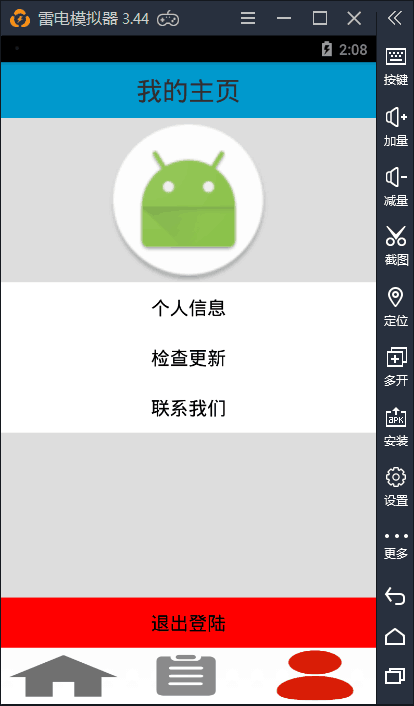 雷电模拟器 3.44
2:08
我的主页
个人信息
检查更新
联系我们
退出登陆
按键
加量
减量
截图
定位
多开
APK
安装
设置
更多